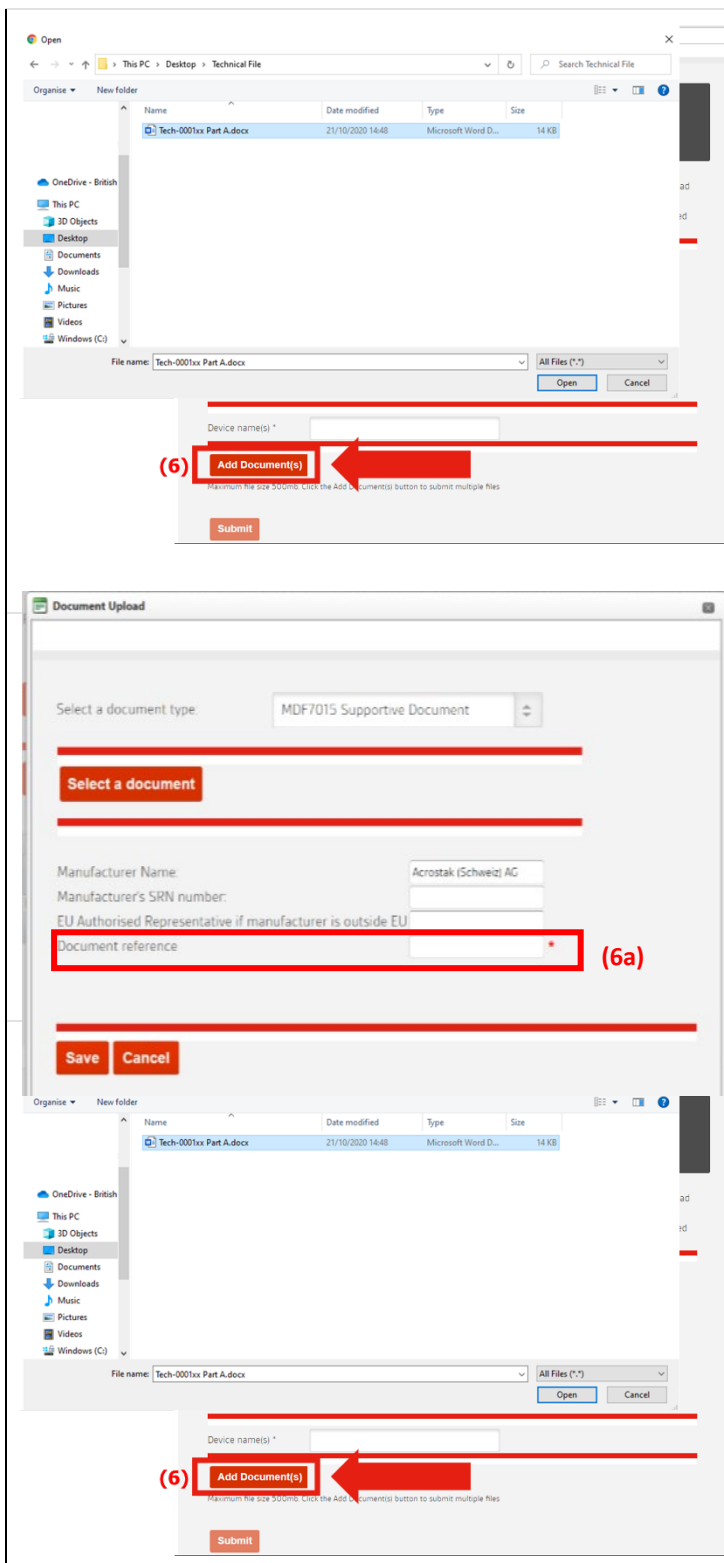 Open
This PC > Desktop > Technical File
Search Technical File
Organise New folder
Name Date modified Type Size
Tech-0001xx Part A.docx 21/10/2020 14:48 Microsoft Word D... 14 KB
OneDrive - British
ad
This PC
3D Objects
ed
Desktop
Documents
Downloads
Music
Pictures
Videos
Windows (C:)
File name: Tech-0001xx Part A.docx All Files (*.*)
Open Cancel
Device name(s) *
(6) Add Document(s)
Maximum file size 500mb. Click the Add Document(s) button to submit multiple files
Submit
Document Upload
Select a document type: MDF7015 Supportive Document
Select a document
Manufacturer Name: Acrostak (Schweiz) AG
Manufacturer's SRN number:
EU Authorised Representative if manufacturer is outside EU
Document reference * (6a)
Save Cancel
Organise New folder
Name Date modified Type Size
Tech-0001xx Part A.docx 21/10/2020 14:48 Microsoft Word D... 14 KB
OneDrive - British
ad
This PC
3D Objects
ed
Desktop
Documents
Downloads
Music
Pictures
Videos
Windows (C:)
File name: Tech-0001xx Part A.docx All Files (*.*)
Open Cancel
Device name(s) *
(6) Add Document(s)
Maximum file size 500mb. Click the Add Document(s) button to submit multiple files
Submit